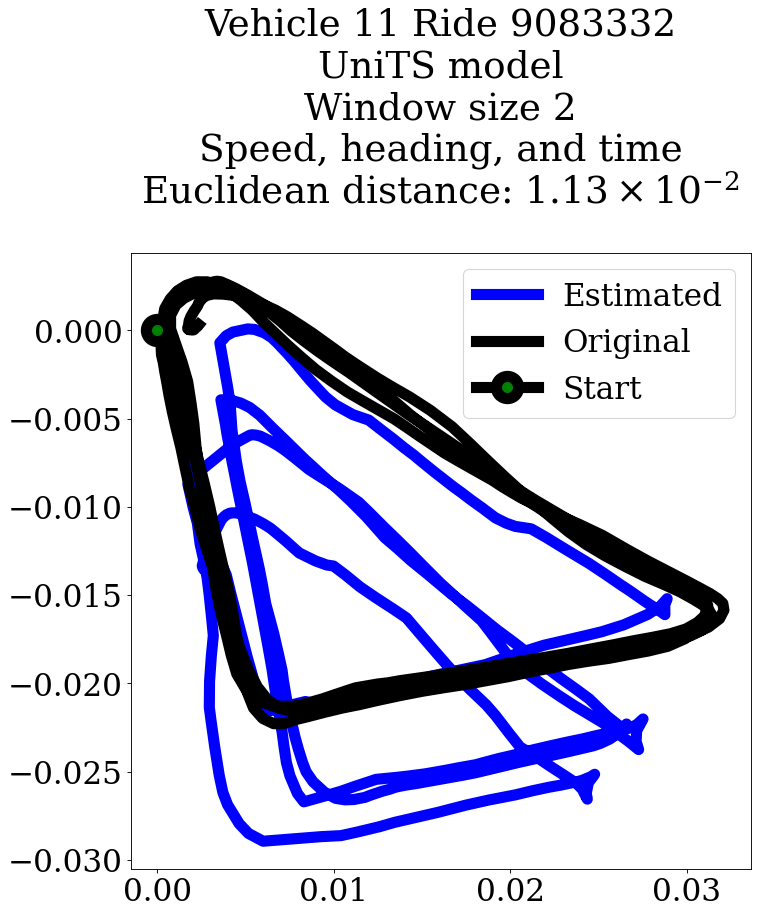 Vehicle 11 Ride 9083332
UniTS model
Window size 2
Speed, heading, and time
Euclidean distance: 1.13 × 10⁻²
Estimated
Original
Start
0.000
−0.005
−0.010
−0.015
−0.020
−0.025
−0.030
0.00 0.01 0.02 0.03